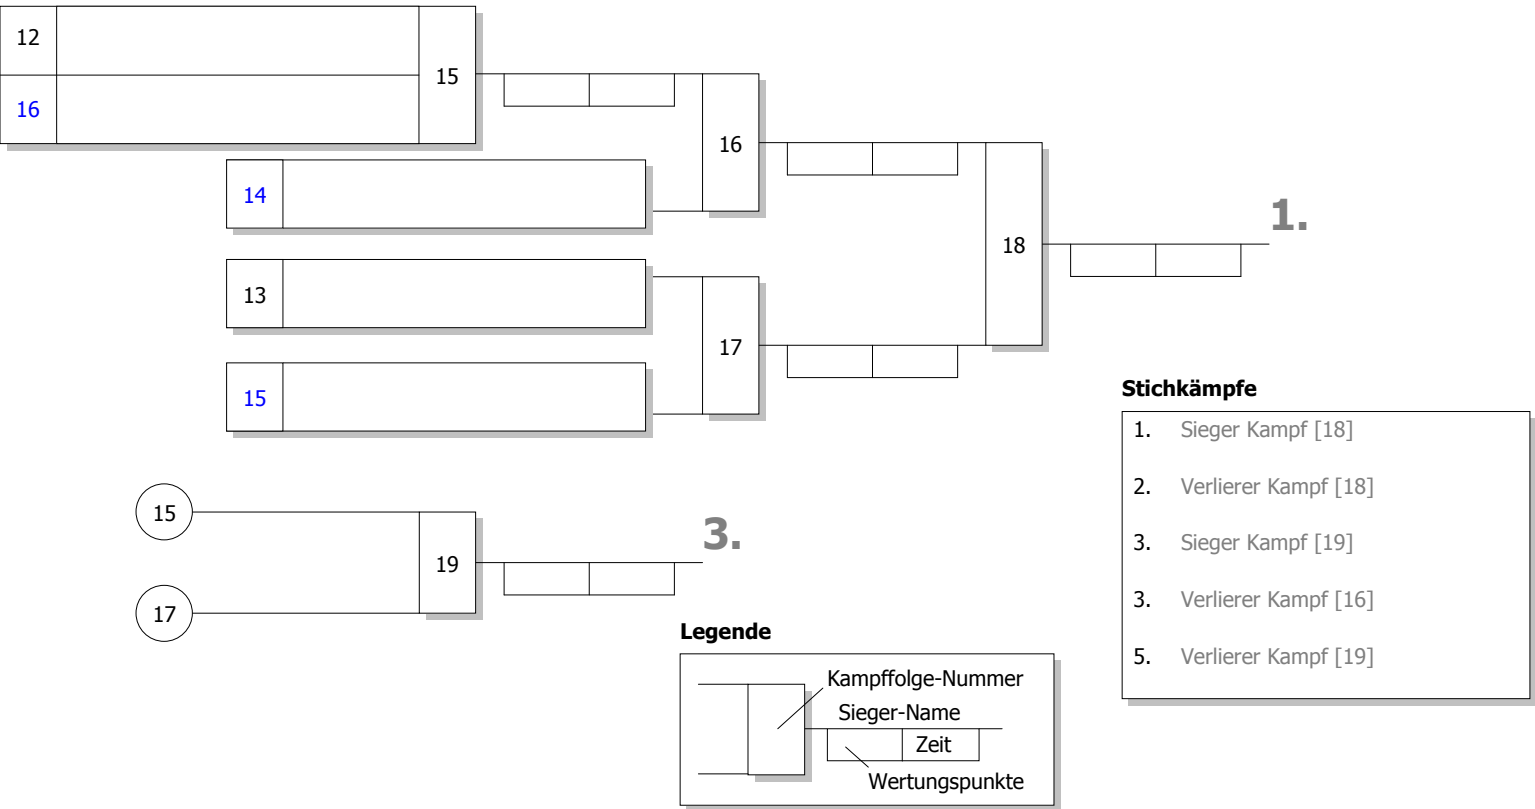 12
15
16
16
14
1.
18
13
17
15
Stichkämpfe
1. Sieger Kampf [18]
2. Verlierer Kampf [18]
3. Sieger Kampf [19]
3. Verlierer Kampf [16]
5. Verlierer Kampf [19]
15
3.
19
17
Legende
Kampffolge-Nummer
Sieger-Name
Zeit
Wertungspunkte